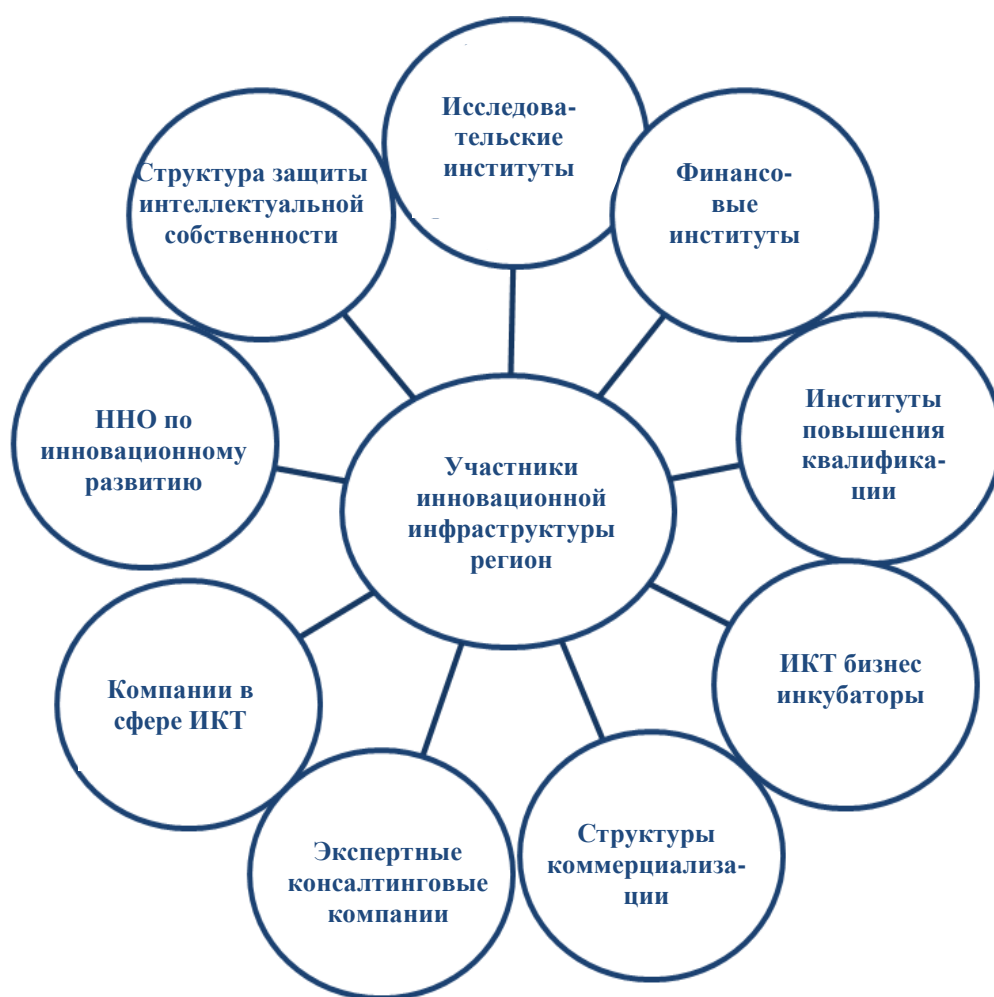 Исследова-
тельские
институты
Финансо-
вые
институты
Институты
повышения
квалифика-
ции
ИКТ бизнес
инкубаторы
Структуры
коммерциализа-
ции
Экспертные
консалтинговые
компании
Компании в
сфере ИКТ
ННО по
инновационному
развитию
Структура защиты
интеллектуальной
собственности
Участники
инновационной
инфраструктуры
регион